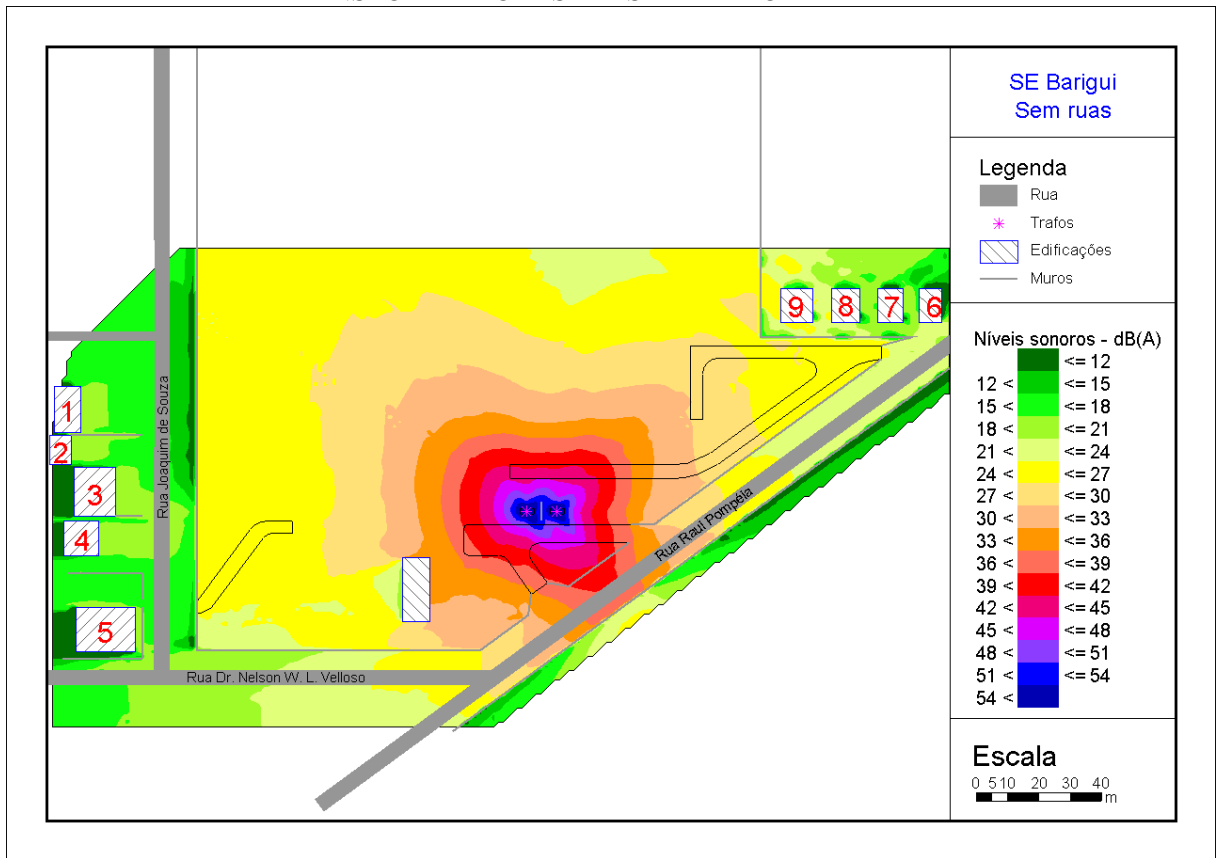 SE Barigui
Sem ruas
Legenda
Rua
Trafos
Edificações
Muros
Níveis sonoros - dB(A)
<= 12
12 < <= 15
15 < <= 18
18 < <= 21
21 < <= 24
24 < <= 27
27 < <= 30
30 < <= 33
33 < <= 36
36 < <= 39
39 < <= 42
42 < <= 45
45 < <= 48
48 < <= 51
51 < <= 54
54 <
Escala
0 5 10 20 30 40
m
9 8 7 6
1
2
3
4
5
Rua Joaquim de Souza
Rua Raul Pompéia
Rua Dr. Nelson W. L. Velloso